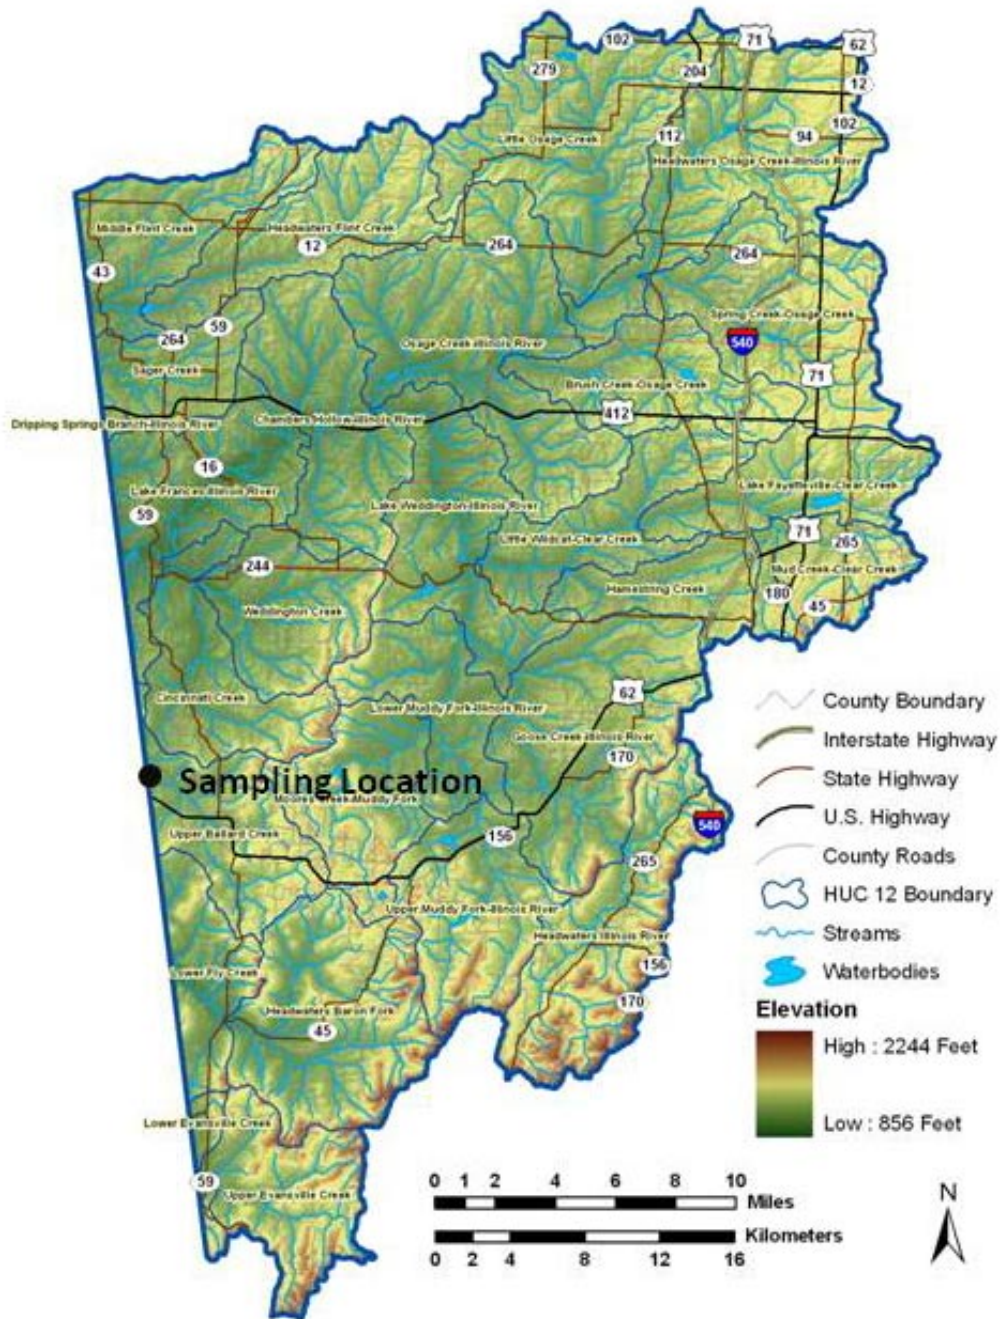 102
71
62
279
204
12
112
102
94
Little Osage Creek
Headwaters Osage Creek-Illinois River
Middle Flint Creek
Headwaters Flint Creek
12
264
264
43
Spring Creek-Osage Creek
264
59
540
Osage Creek-Illinois River
Sager Creek
71
Brush Creek-Osage Creek
412
Dripping Springs Branch-Illinois River
Chambers Hollow-Illinois River
16
Lake Frances-Illinois River
Lake Fayetteville-Clear Creek
59
Lake Weddington-Illinois River
71
265
Little Wildcat-Clear Creek
244
Mud Creek-Clear Creek
Hamestring Creek
180
45
Weddington Creek
Cincinnati Creek
62
Lower Muddy Fork-Illinois River
Goose Creek-Illinois River
170
Sampling Location
Moores Creek-Muddy Fork
540
Upper Ballard Creek
156
265
Upper Muddy Fork-Illinois River
Headwaters Illinois River
156
Lower Fly Creek
170
Headwaters Baron Fork
45
Lower Evansville Creek
59
Upper Evansville Creek
County Boundary
Interstate Highway
State Highway
U.S. Highway
County Roads
HUC 12 Boundary
Streams
Waterbodies
Elevation
High : 2244 Feet
Low : 856 Feet
0 1 2 4 6 8 10
Miles
Kilometers
0 2 4 8 12 16
N